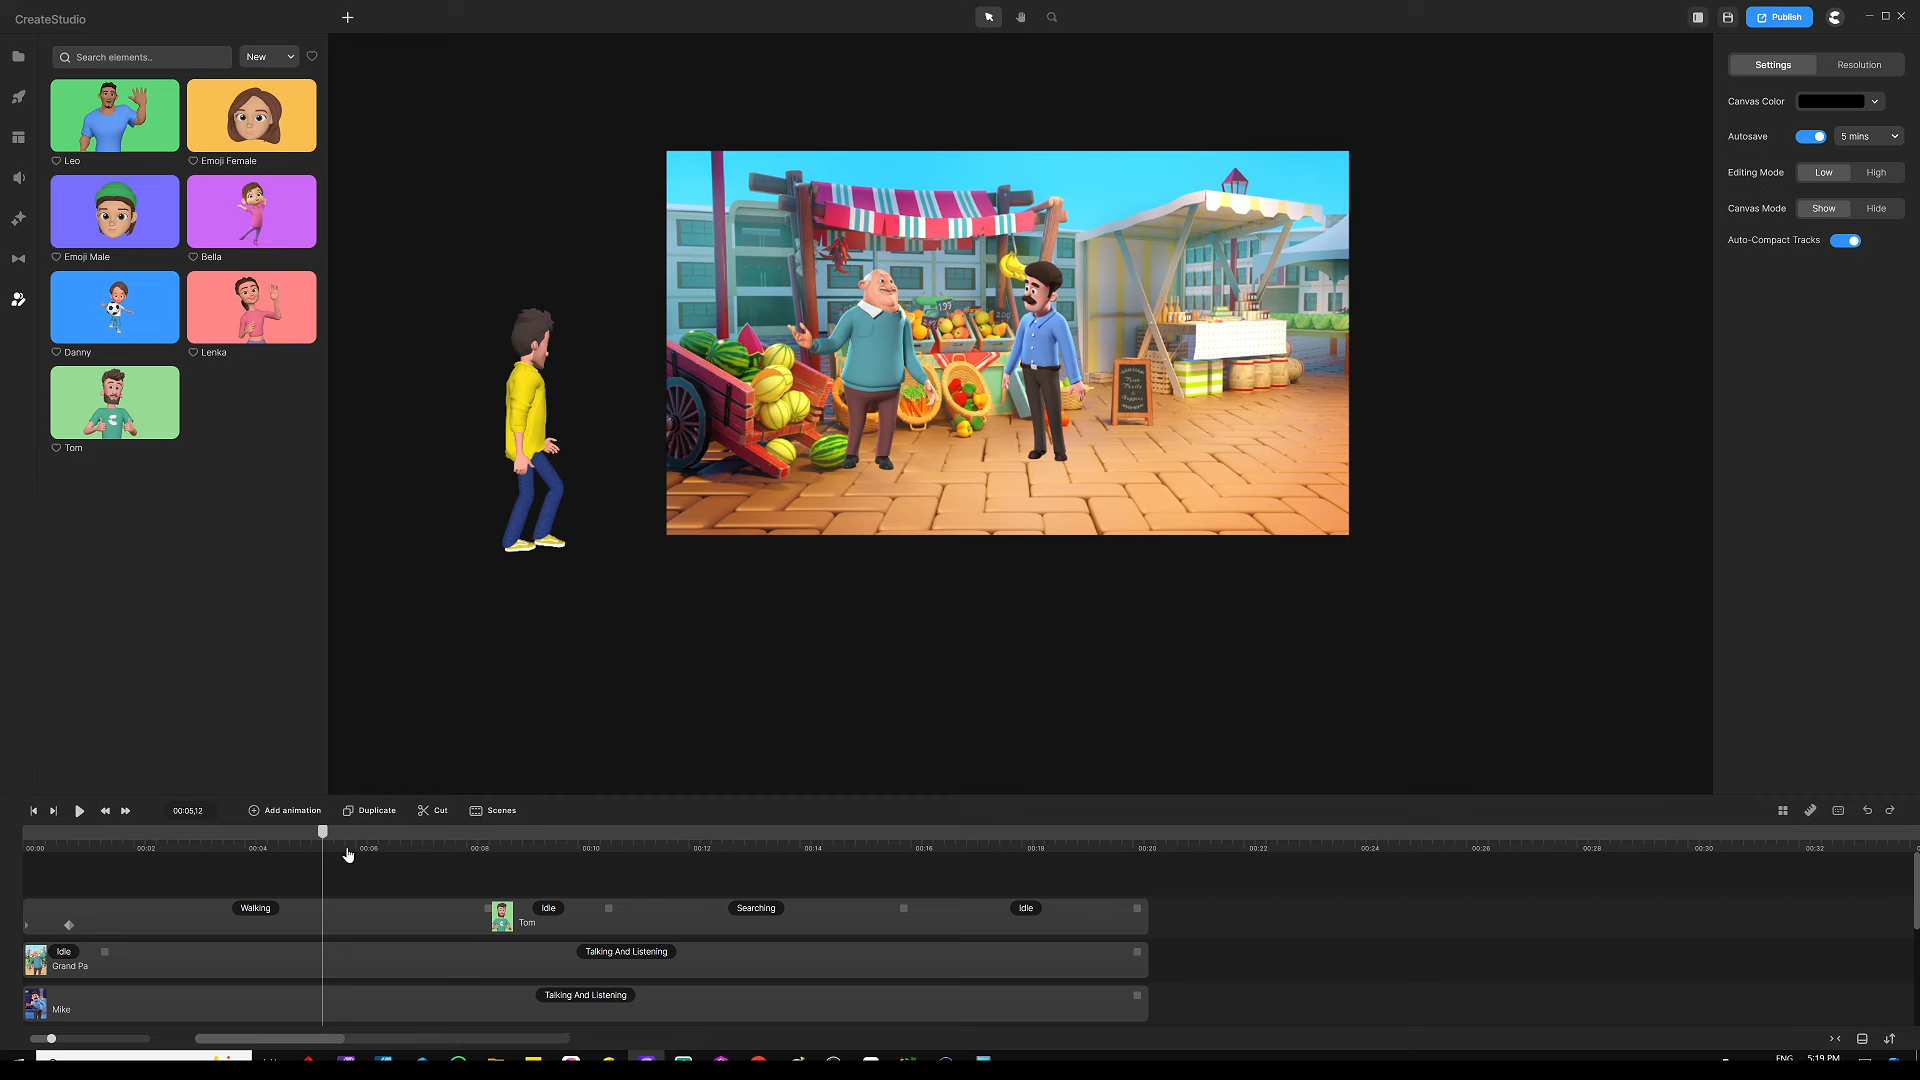 CreateStudio
Publish
Search elements..
New
Settings
Resolution
Leo
Emoji Female
Canvas Color
Autosave
5 mins
Editing Mode
Low
High
Canvas Mode
Show
Hide
Auto-Compact Tracks
Emoji Male
Bella
Danny
Lenka
Tom
00:05,12
Add animation
Duplicate
Cut
Scenes
00:00
00:02
00:04
00:06
00:08
00:10
00:12
00:14
00:16
00:18
00:20
00:22
00:24
00:26
00:28
00:30
00:32
Walking
Idle
Searching
Idle
Tom
Idle
Talking And Listening
Grand Pa
Talking And Listening
Mike
ENG
5:19 PM